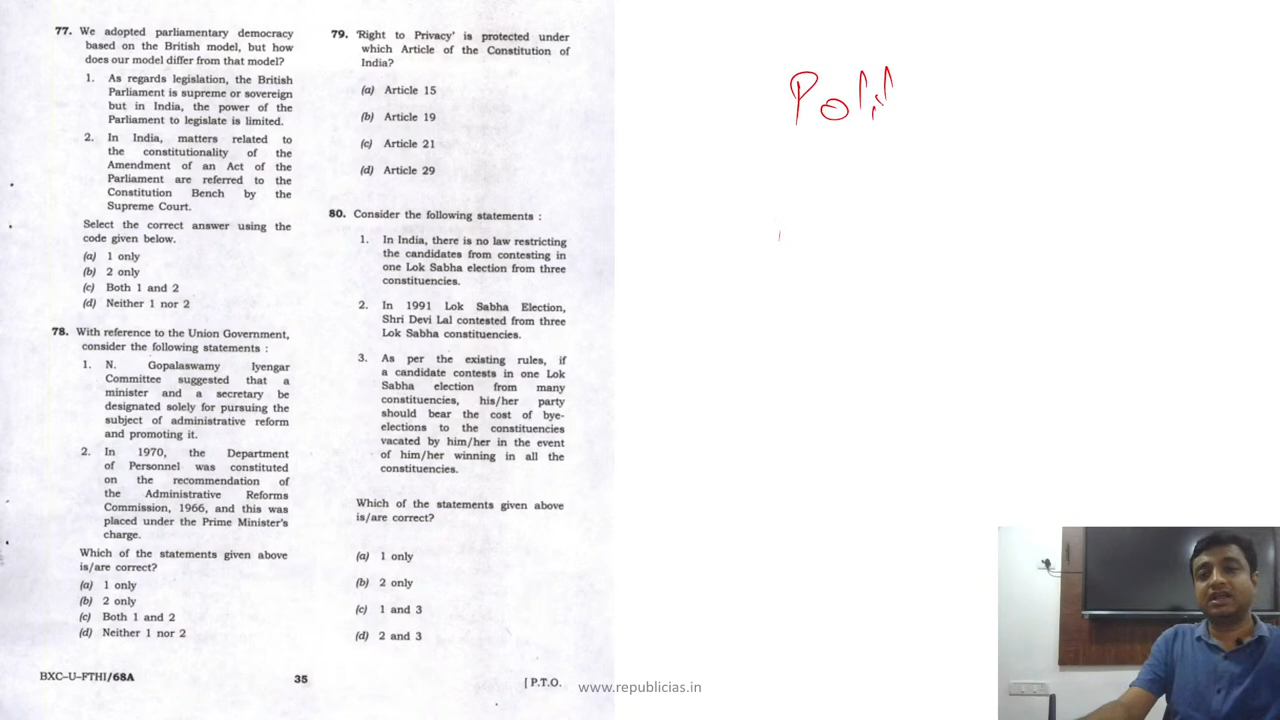 77. We adopted parliamentary democracy
based on the British model, but how
does our model differ from that model?
1. As regards legislation, the British
Parliament is supreme or sovereign
but in India, the power of the
Parliament to legislate is limited.
2. In India, matters related to
the constitutionality of the
Amendment of an Act of the
Parliament are referred to the
Constitution Bench by the
Supreme Court.
Select the correct answer using the
code given below.
(a) 1 only
(b) 2 only
(c) Both 1 and 2
(d) Neither 1 nor 2
78. With reference to the Union Government,
consider the following statements :
1. N. Gopalaswamy Iyengar
Committee suggested that a
minister and a secretary be
designated solely for pursuing the
subject of administrative reform
and promoting it.
2. In 1970, the Department
of Personnel was constituted
on the recommendation of
the Administrative Reforms
Commission, 1966, and this was
placed under the Prime Minister's
charge.
Which of the statements given above
is/are correct?
(a) 1 only
(b) 2 only
(c) Both 1 and 2
(d) Neither 1 nor 2
79. 'Right to Privacy' is protected under
which Article of the Constitution of
India?
(a) Article 15
(b) Article 19
(c) Article 21
(d) Article 29
80. Consider the following statements :
1. In India, there is no law restricting
the candidates from contesting in
one Lok Sabha election from three
constituencies.
2. In 1991 Lok Sabha Election,
Shri Devi Lal contested from three
Lok Sabha constituencies.
3. As per the existing rules, if
a candidate contests in one Lok
Sabha election from many
constituencies, his/her party
should bear the cost of bye-
elections to the constituencies
vacated by him/her in the event
of him/her winning in all the
constituencies.
Which of the statements given above
is/are correct?
(a) 1 only
(b) 2 only
(c) 1 and 3
(d) 2 and 3
BXC-U-FTHI/68A
35
[ P.T.O.
www.republicias.in